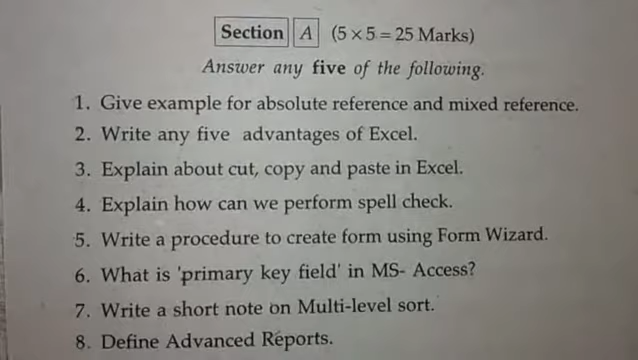 Section A (5 × 5 = 25 Marks)
Answer any five of the following.
1. Give example for absolute reference and mixed reference.
2. Write any five advantages of Excel.
3. Explain about cut, copy and paste in Excel.
4. Explain how can we perform spell check.
5. Write a procedure to create form using Form Wizard.
6. What is 'primary key field' in MS- Access?
7. Write a short note on Multi-level sort.
8. Define Advanced Reports.